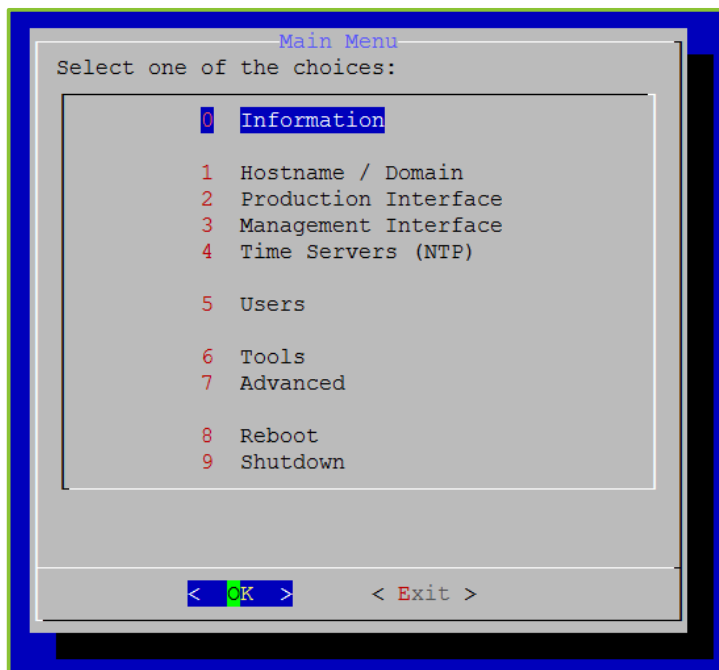 Main Menu
Select one of the choices:
0 Information
1 Hostname / Domain
2 Production Interface
3 Management Interface
4 Time Servers (NTP)
5 Users
6 Tools
7 Advanced
8 Reboot
9 Shutdown
< OK > < Exit >